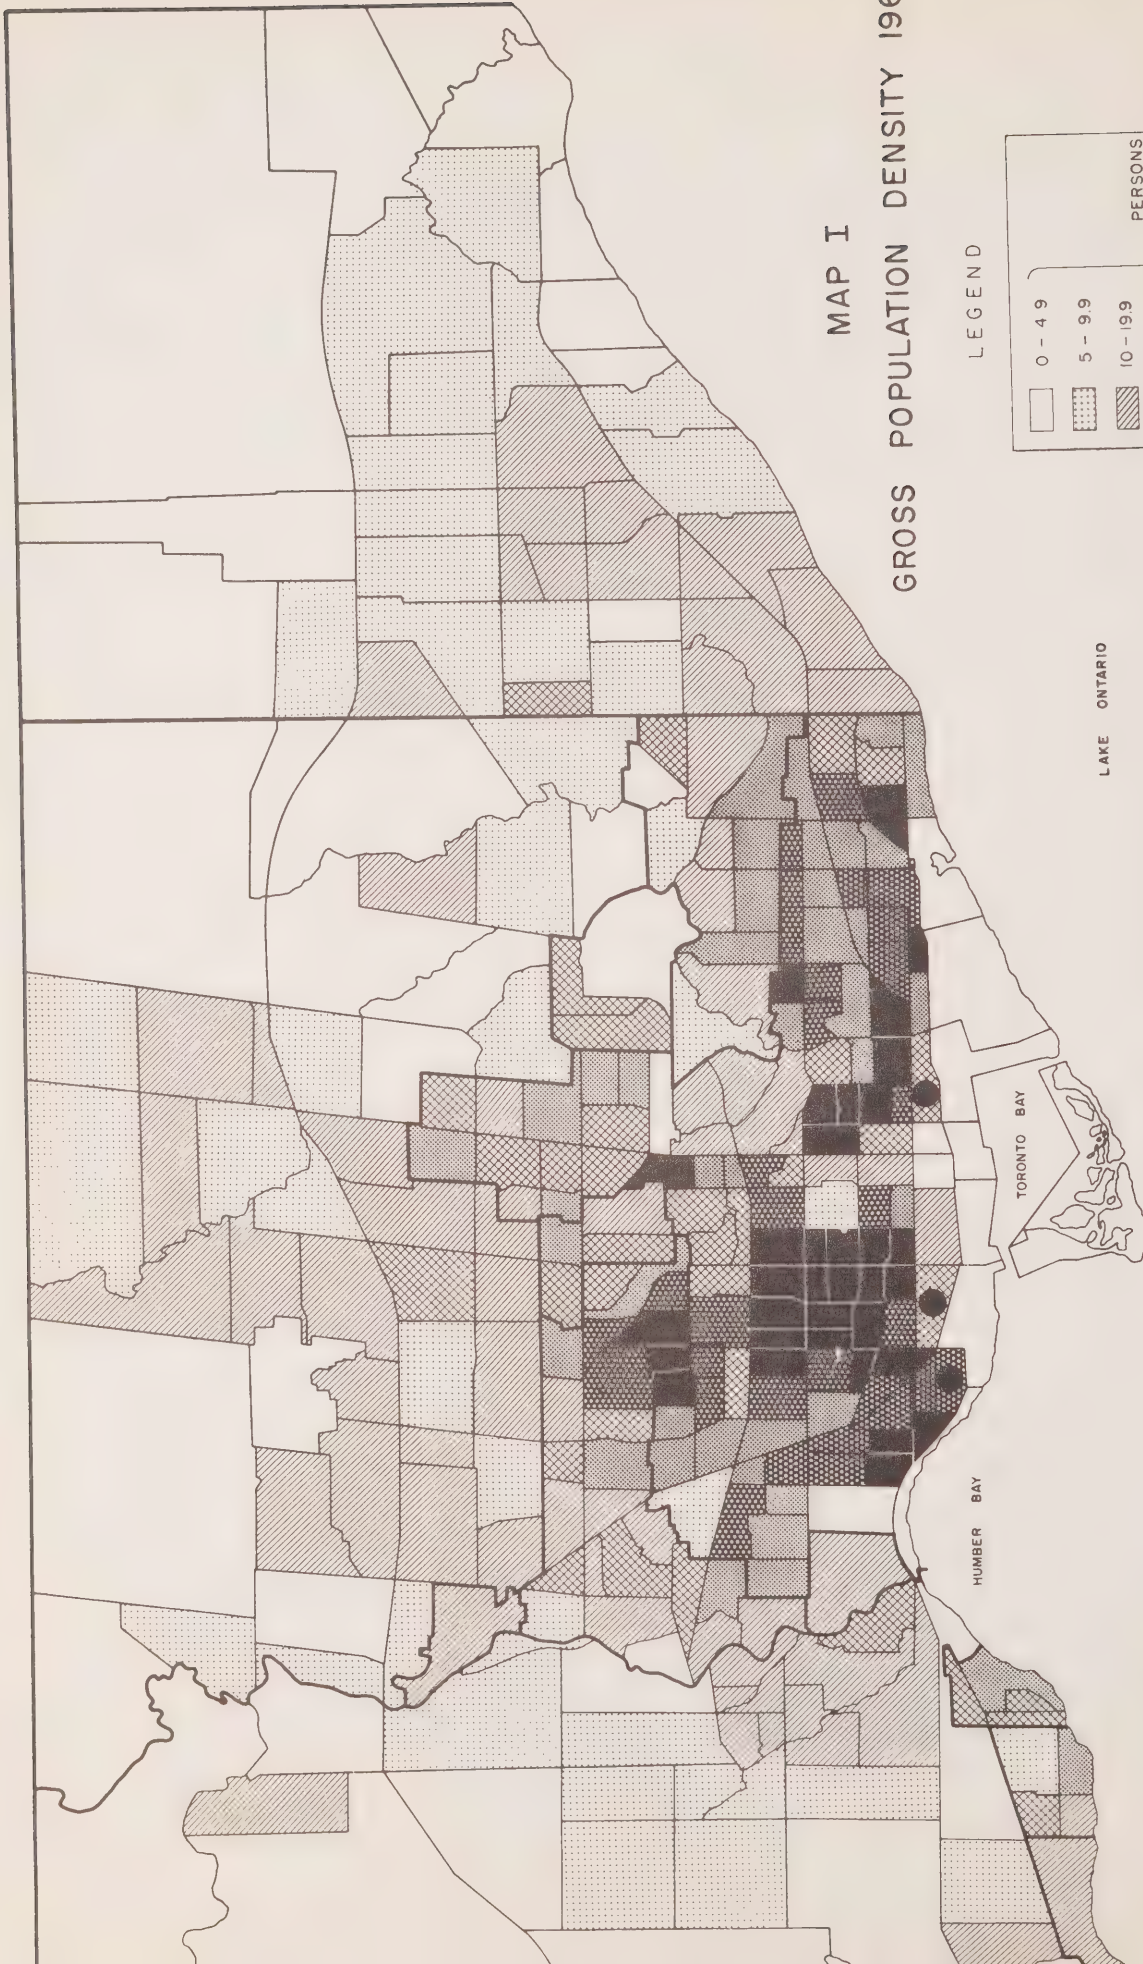 MAP I
GROSS POPULATION DENSITY 196
LEGEND
0 - 4 9
5 - 9.9
10 - 19.9
PERSONS
LAKE ONTARIO
TORONTO BAY
HUMBER BAY